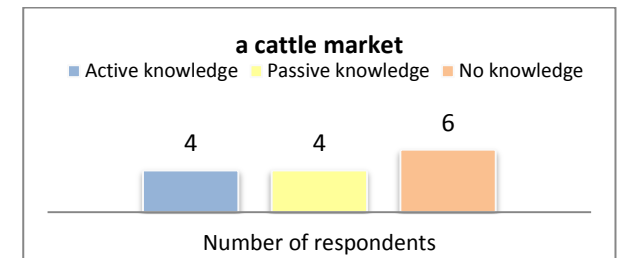 a cattle market
Active knowledge Passive knowledge No knowledge
4 4 6
Number of respondents